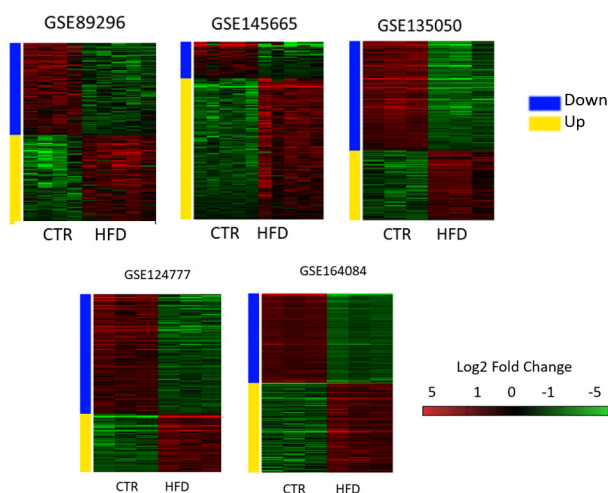 GSE89296
GSE145665
GSE135050
Down
Up
CTR HFD
CTR HFD
CTR HFD
GSE124777
GSE164084
Log2 Fold Change
5 1 0 -1 -5
CTR HFD
CTR HFD